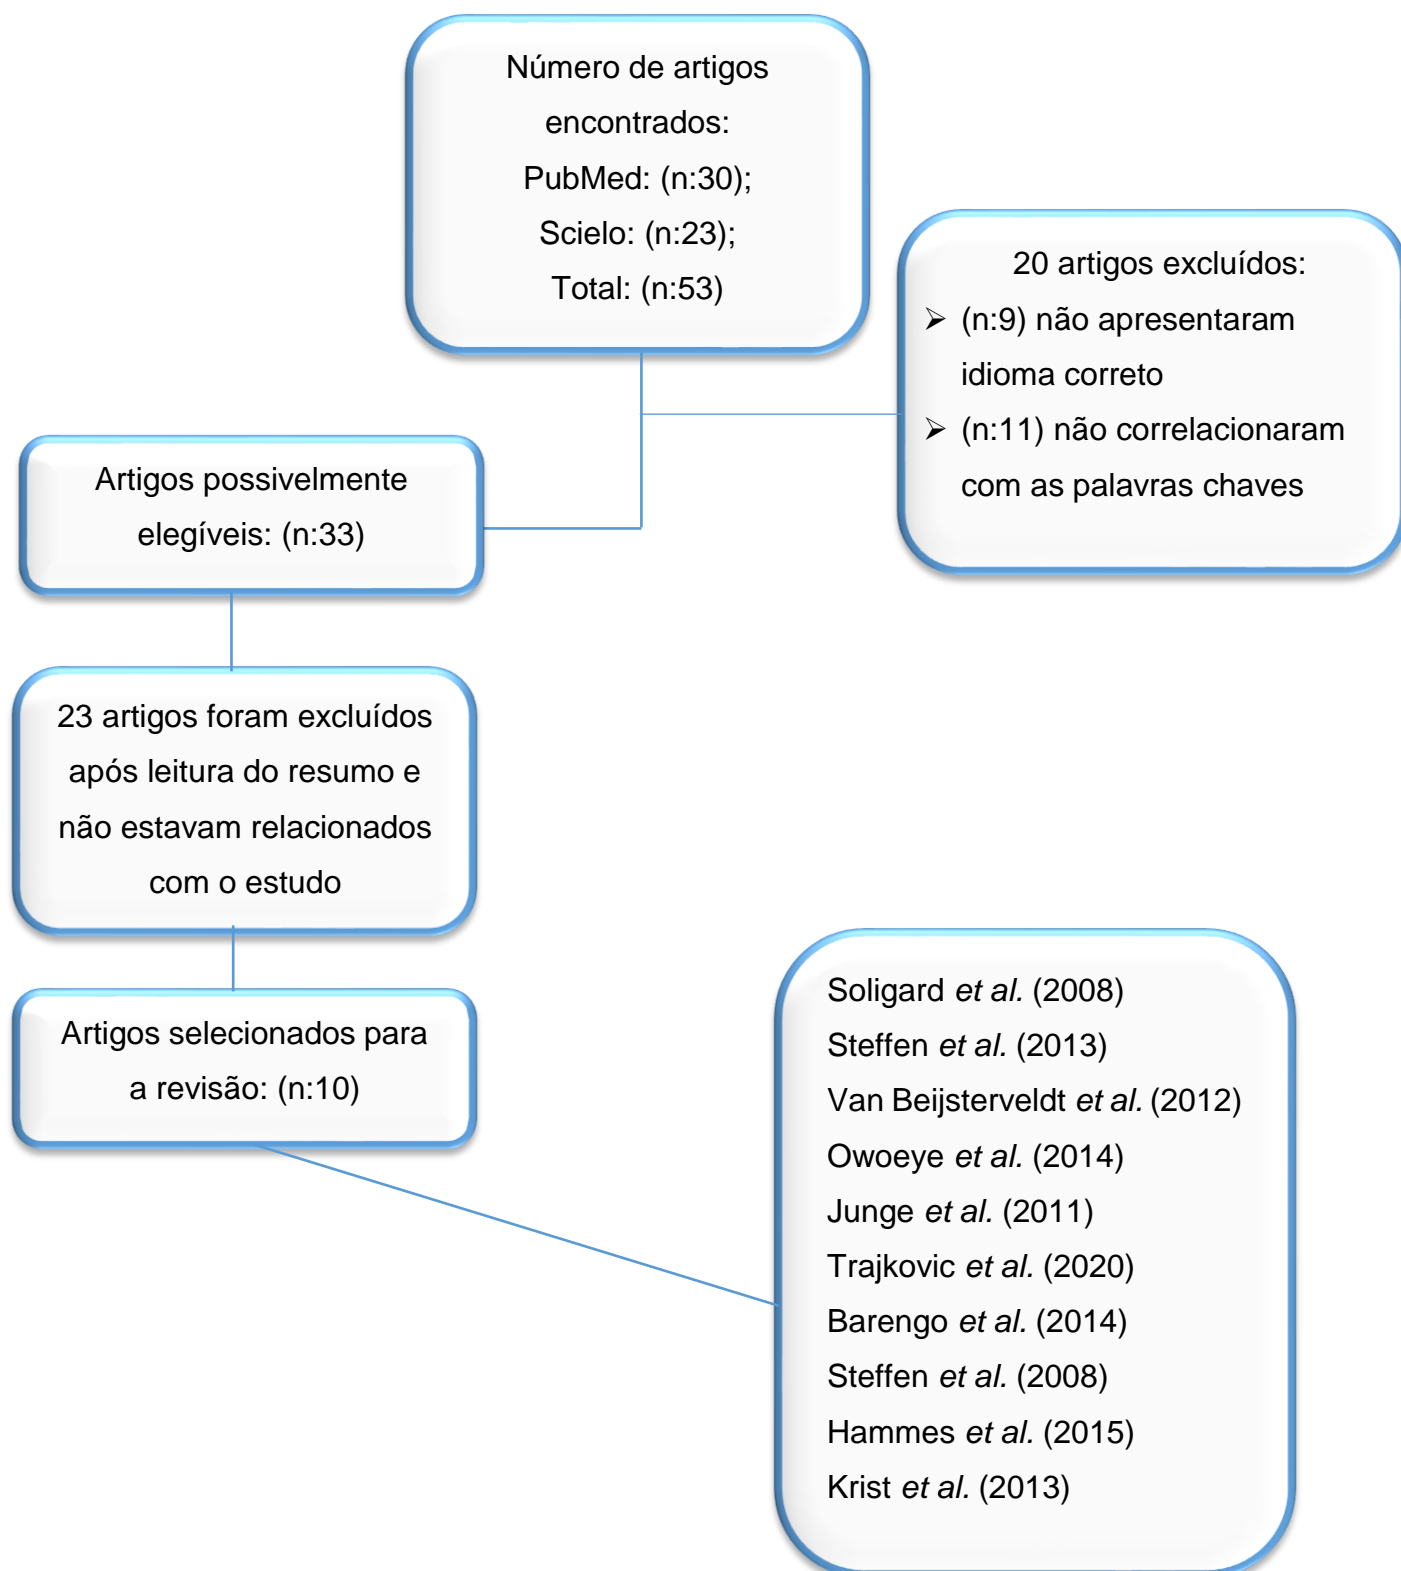 Número de artigos
encontrados:
PubMed: (n:30);
Scielo: (n:23);
Total: (n:53)
20 artigos excluídos:
➢ (n:9) não apresentaram
idioma correto
➢ (n:11) não correlacionaram
com as palavras chaves
Artigos possivelmente
elegíveis: (n:33)
23 artigos foram excluídos
após leitura do resumo e
não estavam relacionados
com o estudo
Artigos selecionados para
a revisão: (n:10)
Soligard et al. (2008)
Steffen et al. (2013)
Van Beijsterveldt et al. (2012)
Owoeye et al. (2014)
Junge et al. (2011)
Trajkovic et al. (2020)
Barengo et al. (2014)
Steffen et al. (2008)
Hammes et al. (2015)
Krist et al. (2013)